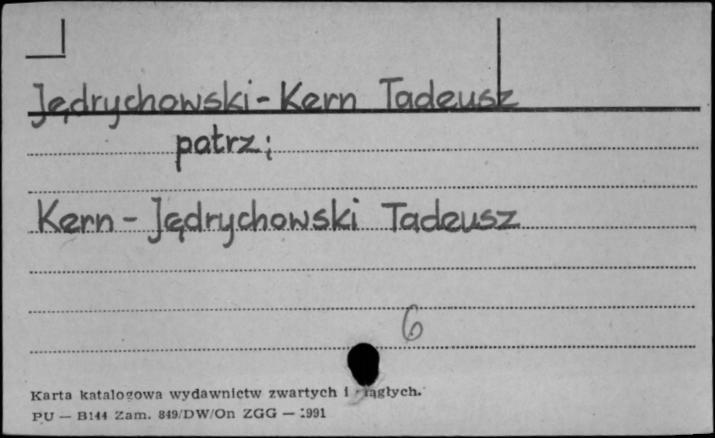 Jędrychowski-Kern Tadeusz
patrz;
Kern-Jędrychowski Tadeusz
6
Karta katalogowa wydawnictw zwartych i ciągłych.
PU — B144 Zam. 849/DW/On ZGG — 1991